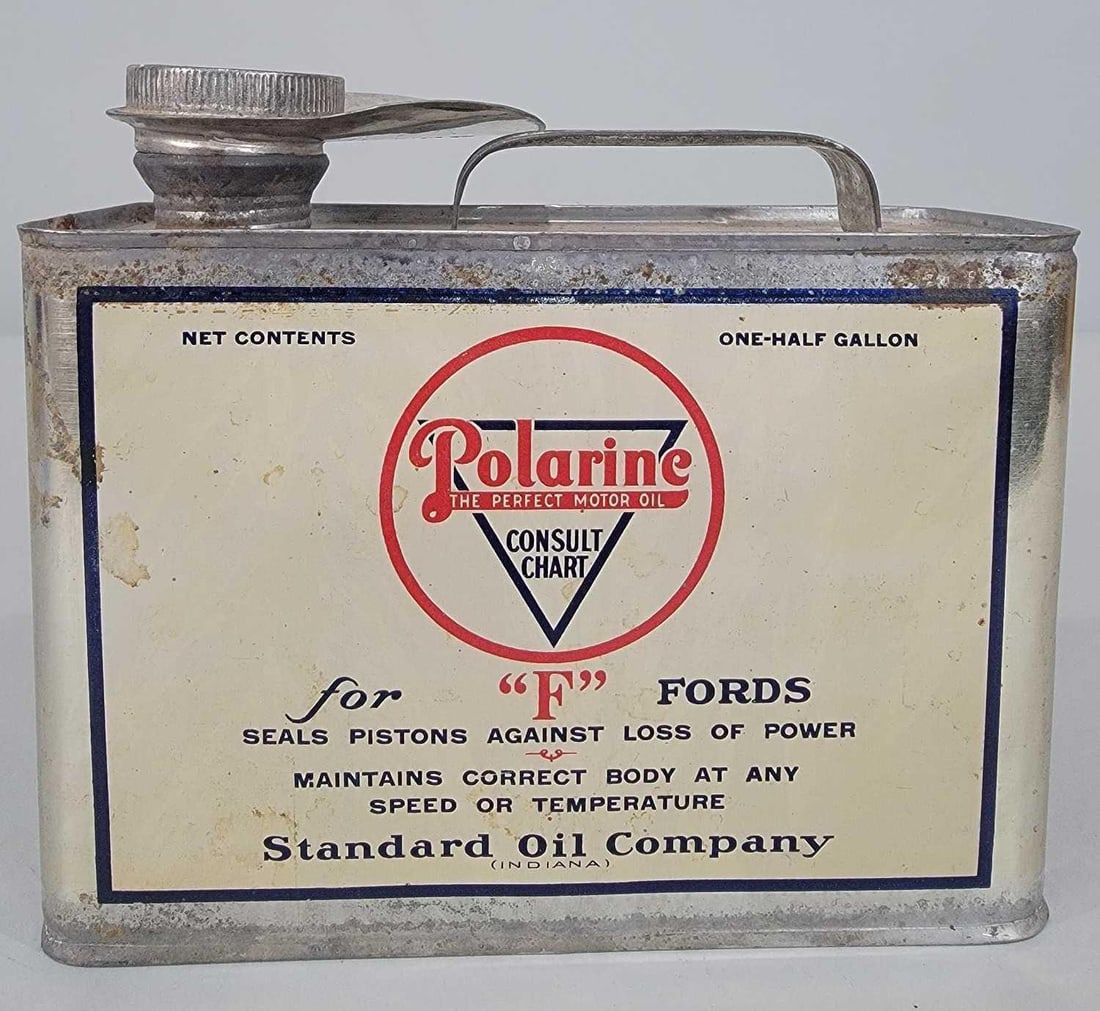 NET CONTENTS
ONE-HALF GALLON
Polarine
THE PERFECT MOTOR OIL
CONSULT
CHART
for "F" FORDS
SEALS PISTONS AGAINST LOSS OF POWER
MAINTAINS CORRECT BODY AT ANY
SPEED OR TEMPERATURE
Standard Oil Company
(INDIANA)